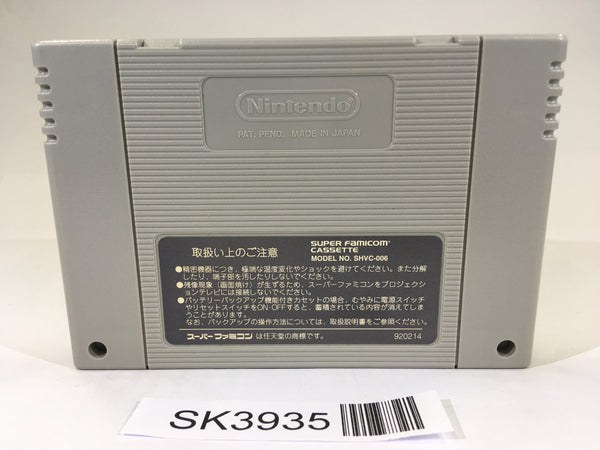 Nintendo
PAT. PEND. MADE IN JAPAN
取扱い上のご注意
SUPER FAMICOM
CASSETTE
MODEL NO. SHVC-006
●精密機器につき、極端な温度変化やショックを避けてください。また分解
したり、端子部を汚したりしないでください。
●残像現象（画面焼け）が生ずるため、スーパーファミコンをプロジェクショ
ンテレビには接続しないでください。
●バッテリーバックアップ機能付きカセットの場合、むやみに電源スイッチ
やリセットスイッチをON・OFFすると、蓄積されている内容が消えてしま
うことがあります。
なお、バックアップの操作方法については、取扱説明書をご参照ください。
スーパーファミコンは任天堂の商標です。
920214
SK3935